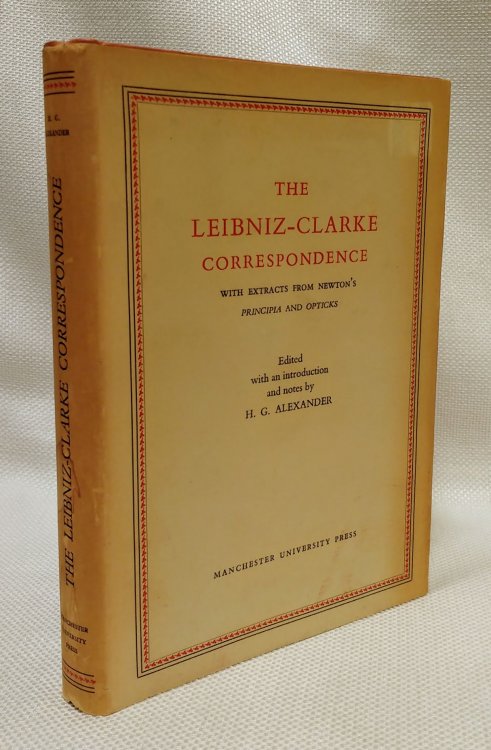 H. G.
ALEXANDER
THE LEIBNIZ-CLARKE CORRESPONDENCE
MANCHESTER
UNIVERSITY
PRESS
THE
LEIBNIZ-CLARKE
CORRESPONDENCE
WITH EXTRACTS FROM NEWTON'S
PRINCIPIA AND OPTICKS
Edited
with an introduction
and notes by
H. G. ALEXANDER
MANCHESTER UNIVERSITY PRESS